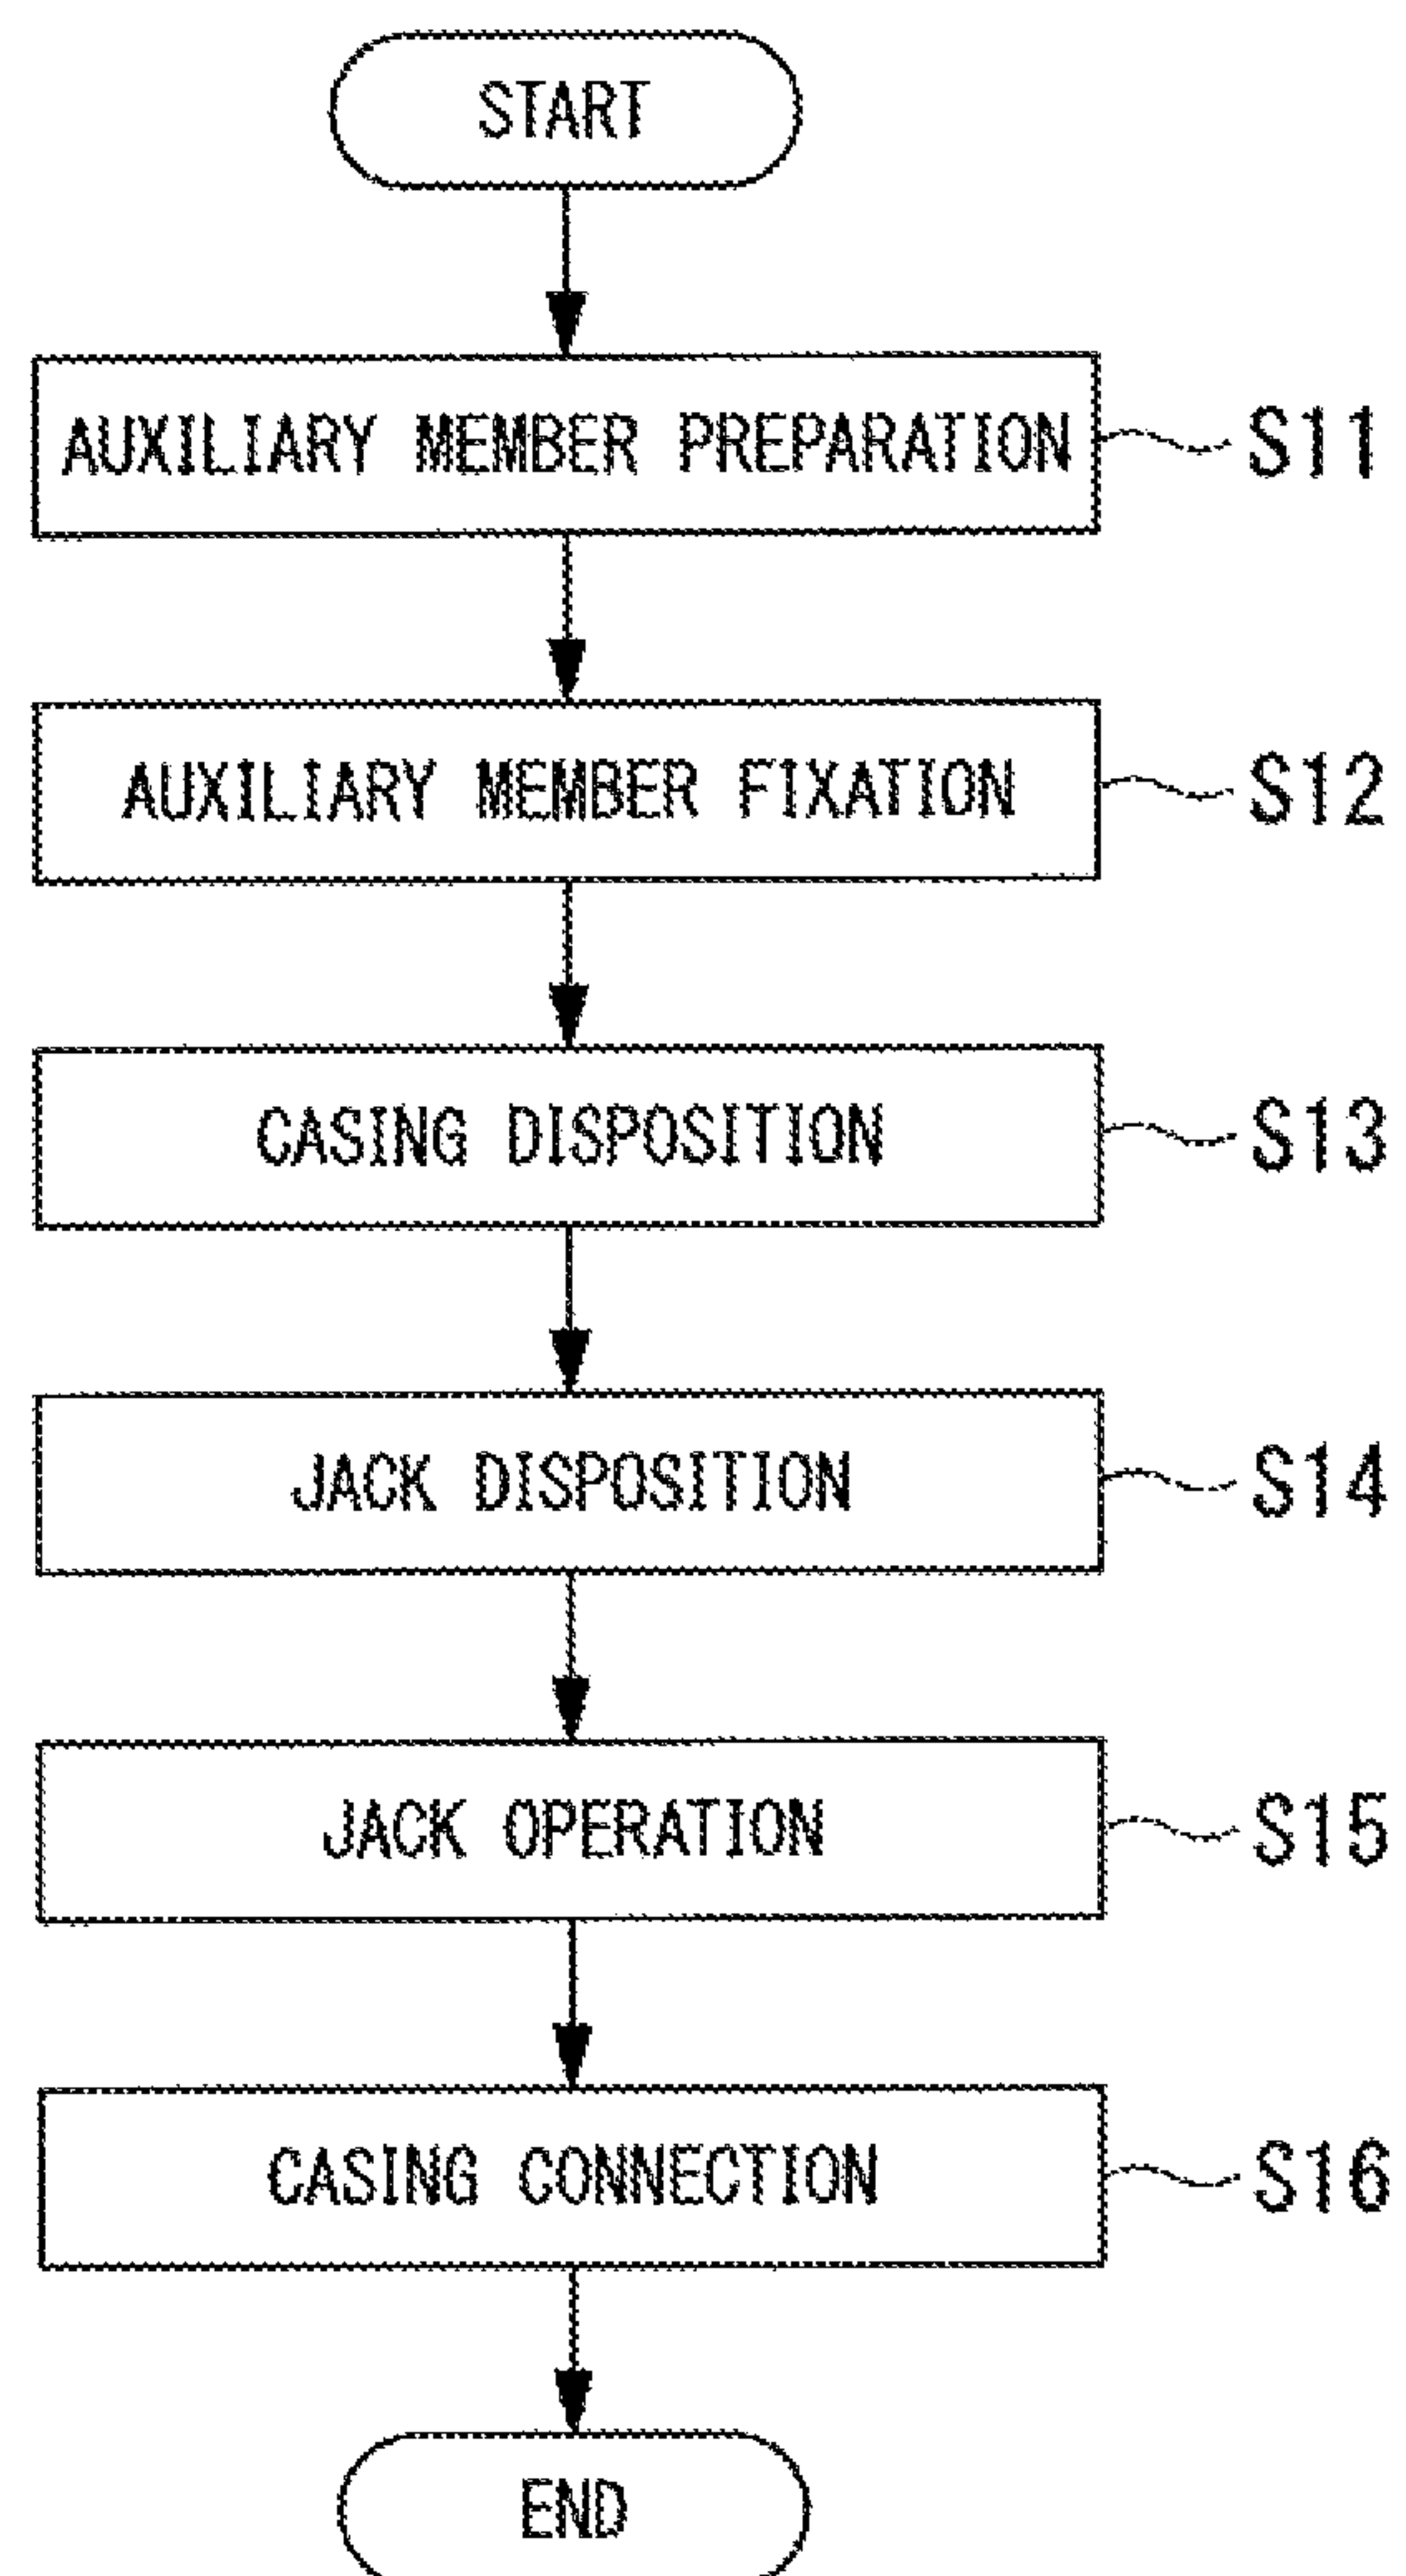 START
AUXILIARY MEMBER PREPARATION S11
AUXILIARY MEMBER FIXATION S12
CASING DISPOSITION S13
JACK DISPOSITION S14
JACK OPERATION S15
CASING CONNECTION S16
END